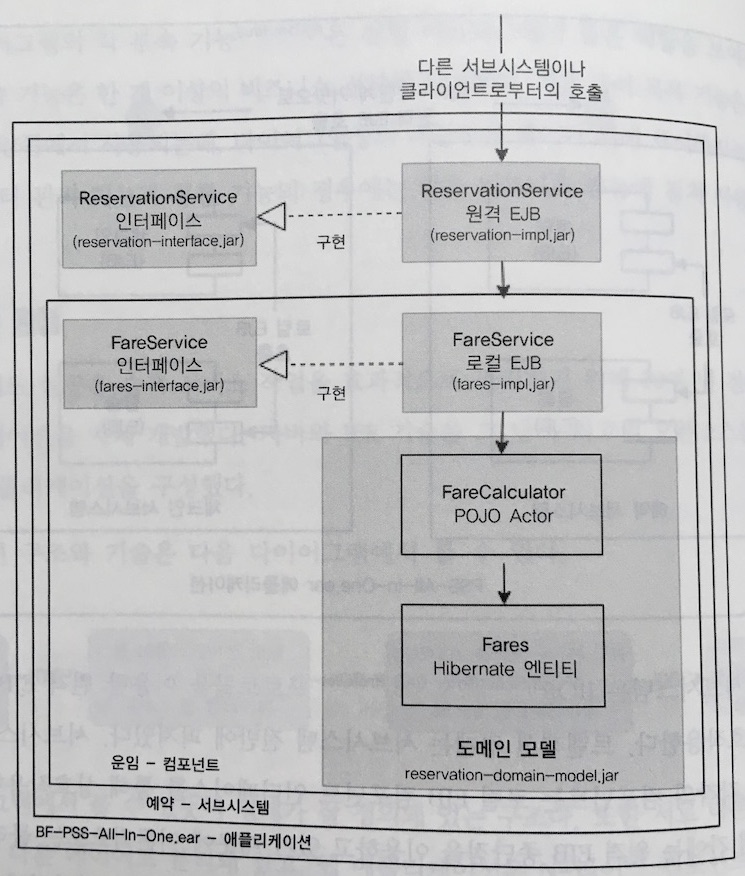 다른 서브시스템이나
클라이언트로부터의 호출
ReservationService
인터페이스
(reservation-interface.jar)
구현
ReservationService
원격 EJB
(reservation-impl.jar)
FareService
인터페이스
(fares-interface.jar)
구현
FareService
로컬 EJB
(fares-impl.jar)
FareCalculator
POJO Actor
Fares
Hibernate 엔티티
도메인 모델
reservation-domain-model.jar
운임 - 컴포넌트
예약 - 서브시스템
BF-PSS-All-In-One.ear - 애플리케이션